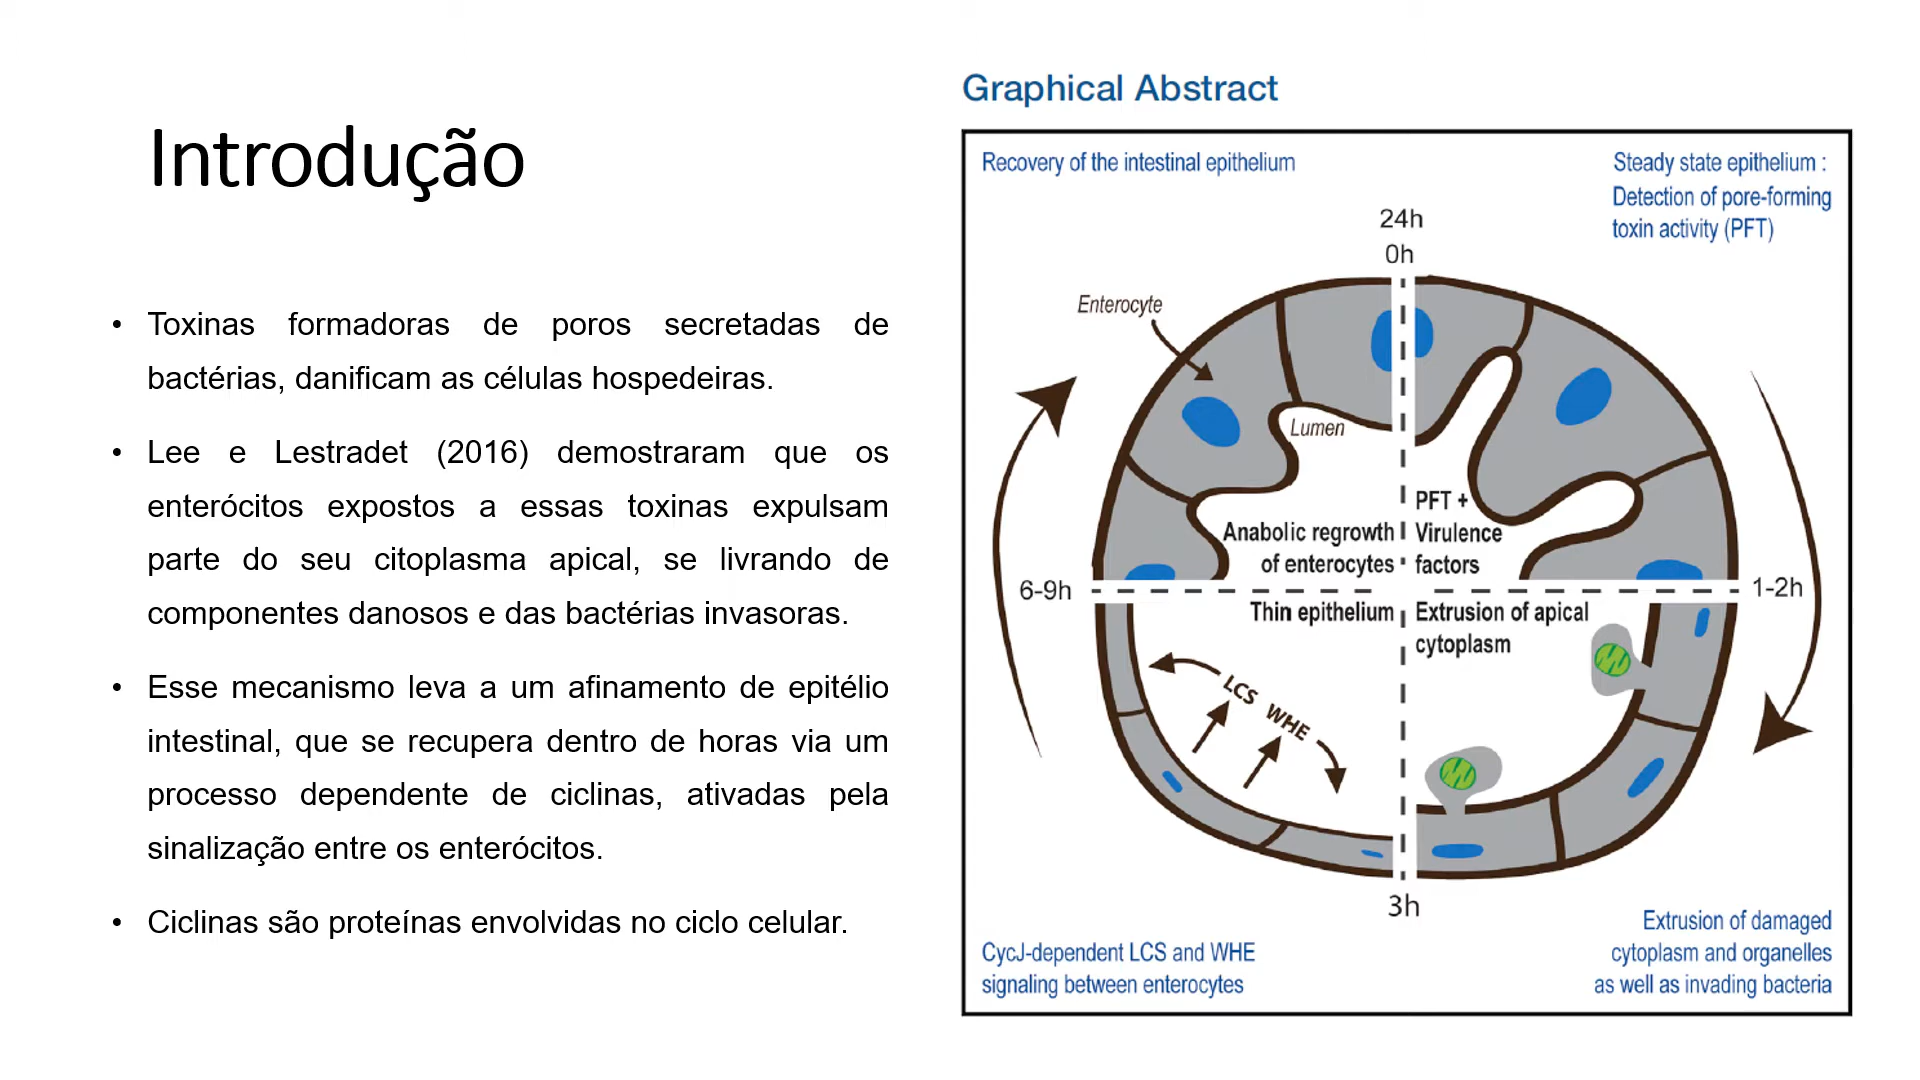 Introdução
• Toxinas formadoras de poros secretadas de
bactérias, danificam as células hospedeiras.
• Lee e Lestradet (2016) demostraram que os
enterócitos expostos a essas toxinas expulsam
parte do seu citoplasma apical, se livrando de
componentes danosos e das bactérias invasoras.
• Esse mecanismo leva a um afinamento de epitélio
intestinal, que se recupera dentro de horas via um
processo dependente de ciclinas, ativadas pela
sinalização entre os enterócitos.
• Ciclinas são proteínas envolvidas no ciclo celular.
Graphical Abstract
Recovery of the intestinal epithelium
Steady state epithelium :
Detection of pore-forming
toxin activity (PFT)
24h
0h
Enterocyte
Lumen
Anabolic regrowth
of enterocytes
PFT +
Virulence
factors
6-9h
1-2h
Thin epithelium
Extrusion of apical
cytoplasm
LCS
WHE
3h
CycJ-dependent LCS and WHE
signaling between enterocytes
Extrusion of damaged
cytoplasm and organelles
as well as invading bacteria